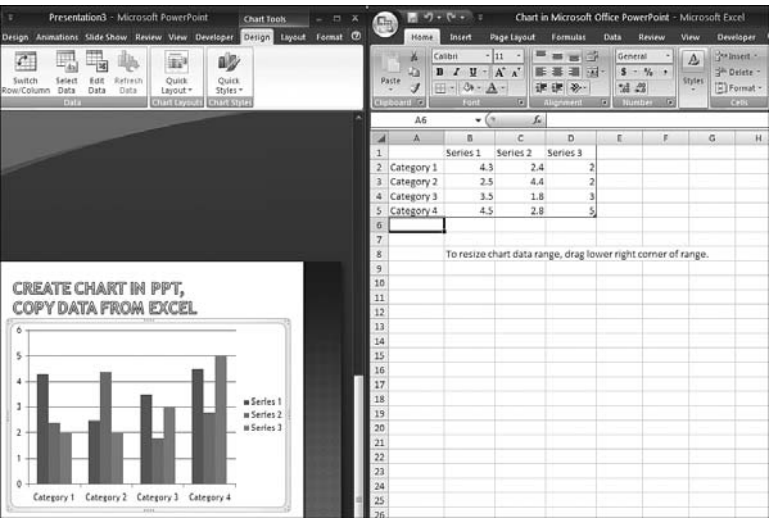 Presentation3 - Microsoft PowerPoint
Chart Tools
Design Animations Slide Show Review View Developer Design Layout Format
Switch Row/Column
Select Data
Edit Data
Refresh Data
Quick Layout
Quick Styles
Data
Chart Layouts
Chart Styles
CREATE CHART IN PPT,
COPY DATA FROM EXCEL
6
5
4
3
2
1
0
Category 1 Category 2 Category 3 Category 4
Series 1
Series 2
Series 3
Chart in Microsoft Office PowerPoint - Microsoft Excel
Home Insert Page Layout Formulas Data Review View Developer
Paste
Calibri 11
B I U A A
A
General
$ % ,
Styles
A
Insert
Delete
Format
Clipboard Font Alignment Number Cells
A6 fx
A B C D E F G H
1 Series 1 Series 2 Series 3
2 Category 1 4.3 2.4 2
3 Category 2 2.5 4.4 2
4 Category 3 3.5 1.8 3
5 Category 4 4.5 2.8 5
6
7
8 To resize chart data range, drag lower right corner of range.
9
10
11
12
13
14
15
16
17
18
19
20
21
22
23
24
25
26